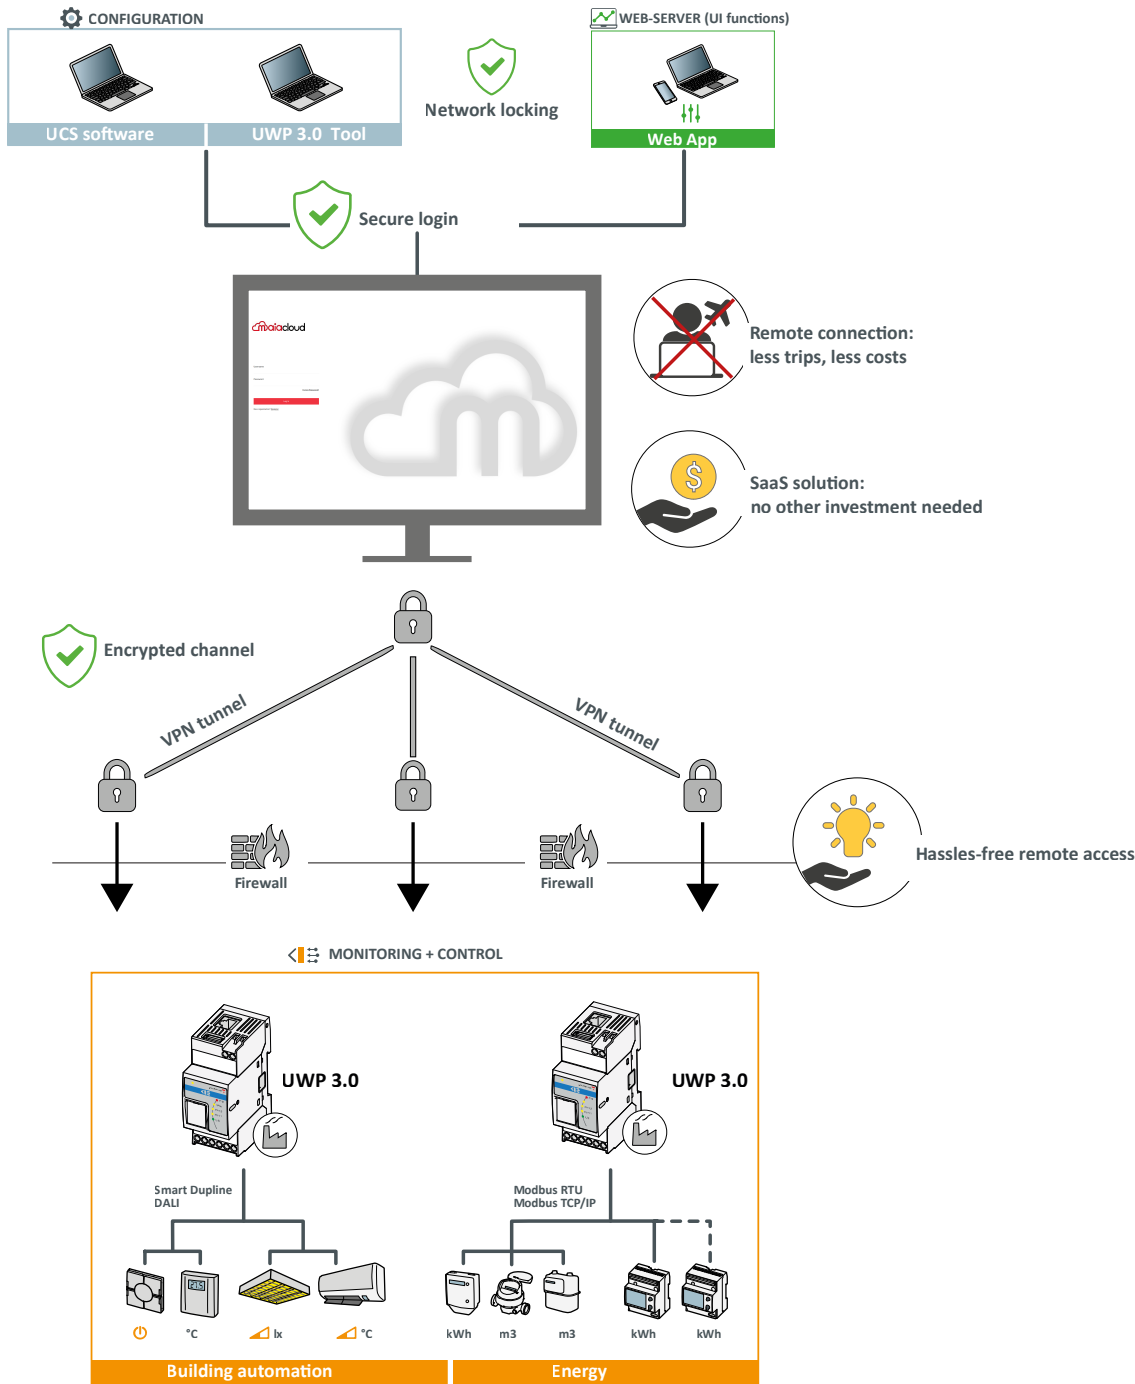 CONFIGURATION
WEB-SERVER (UI functions)
UCS software
UWP 3.0 Tool
Network locking
Web App
Secure login
maiacloud
Remote connection:
less trips, less costs
SaaS solution:
no other investment needed
Encrypted channel
VPN tunnel
VPN tunnel
Firewall
Firewall
Hassles-free remote access
MONITORING + CONTROL
UWP 3.0
UWP 3.0
Smart Dupline
DALI
Modbus RTU
Modbus TCP/IP
°C
lx
°C
kWh
m3
m3
kWh
kWh
Building automation
Energy